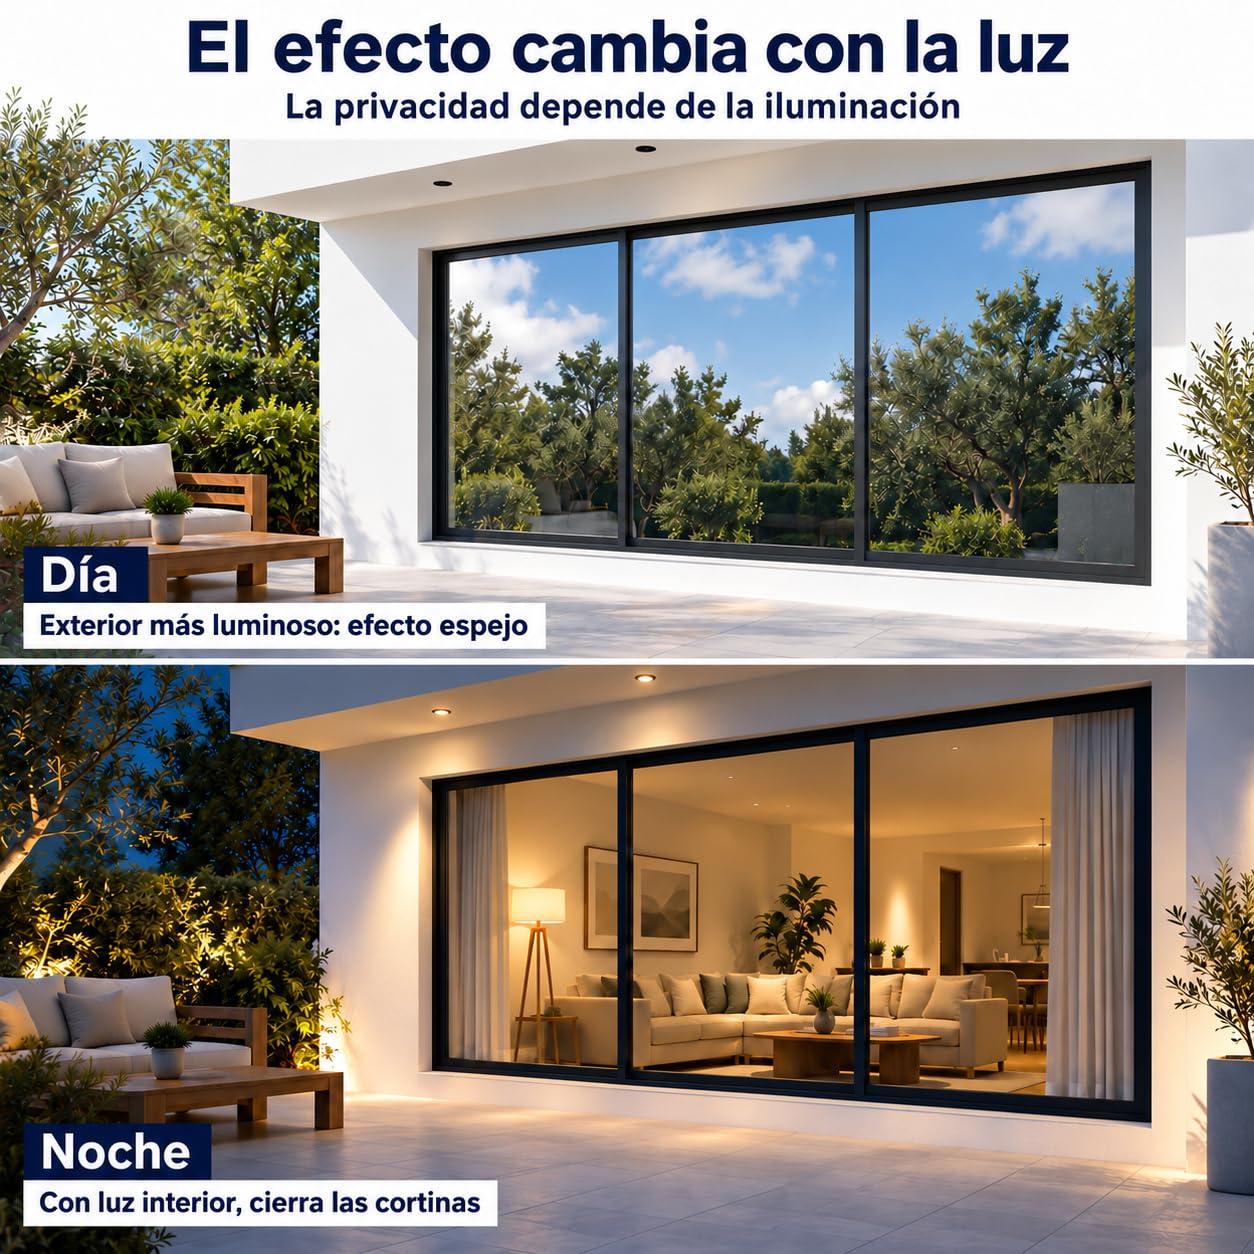 El efecto cambia con la luz
La privacidad depende de la iluminación
Día
Exterior más luminoso: efecto espejo
Noche
Con luz interior, cierra las cortinas